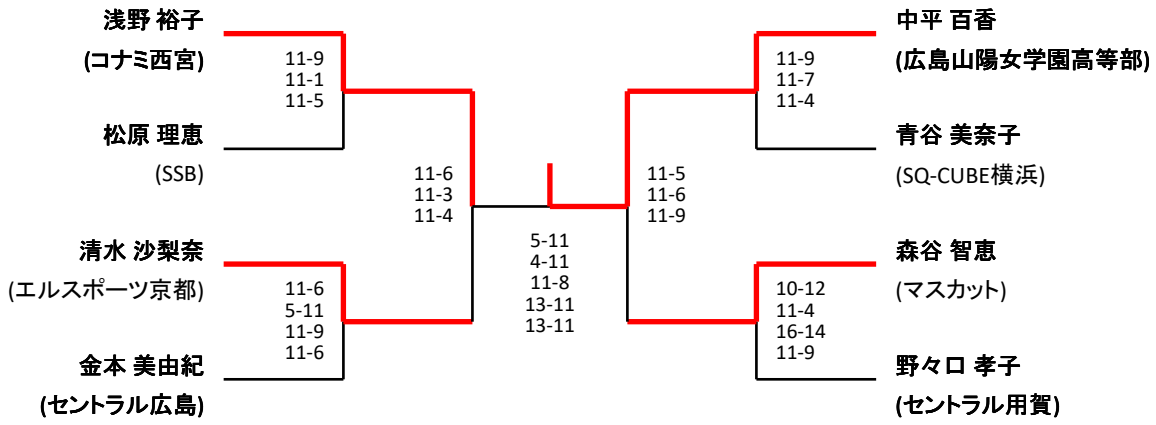 浅野 裕子
(コナミ西宮)
11-9
11-1
11-5
松原 理恵
(SSB)
11-6
11-3
11-4
清水 沙梨奈
(エルスポーツ京都)
11-6
5-11
11-9
11-6
金本 美由紀
(セントラル広島)
5-11
4-11
11-8
13-11
13-11
中平 百香
(広島山陽女学園高等部)
11-9
11-7
11-4
青谷 美奈子
(SQ-CUBE横浜)
11-5
11-6
11-9
森谷 智恵
(マスカット)
10-12
11-4
16-14
11-9
野々口 孝子
(セントラル用賀)